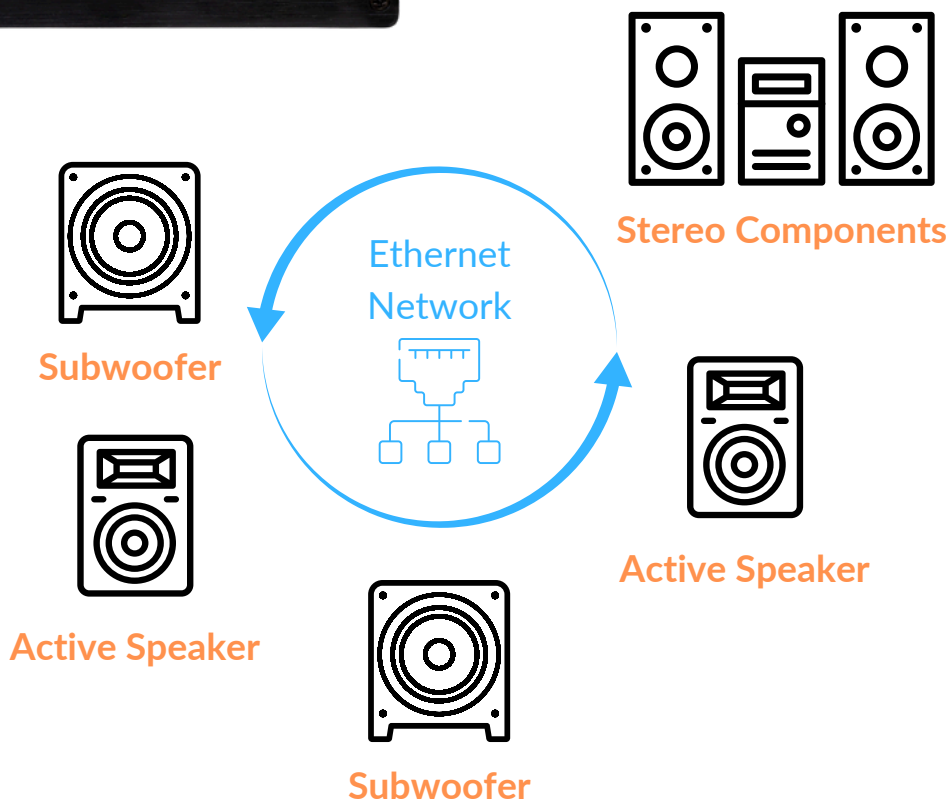 Stereo Components
Ethernet
Network
Subwoofer
Active Speaker
Active Speaker
Subwoofer